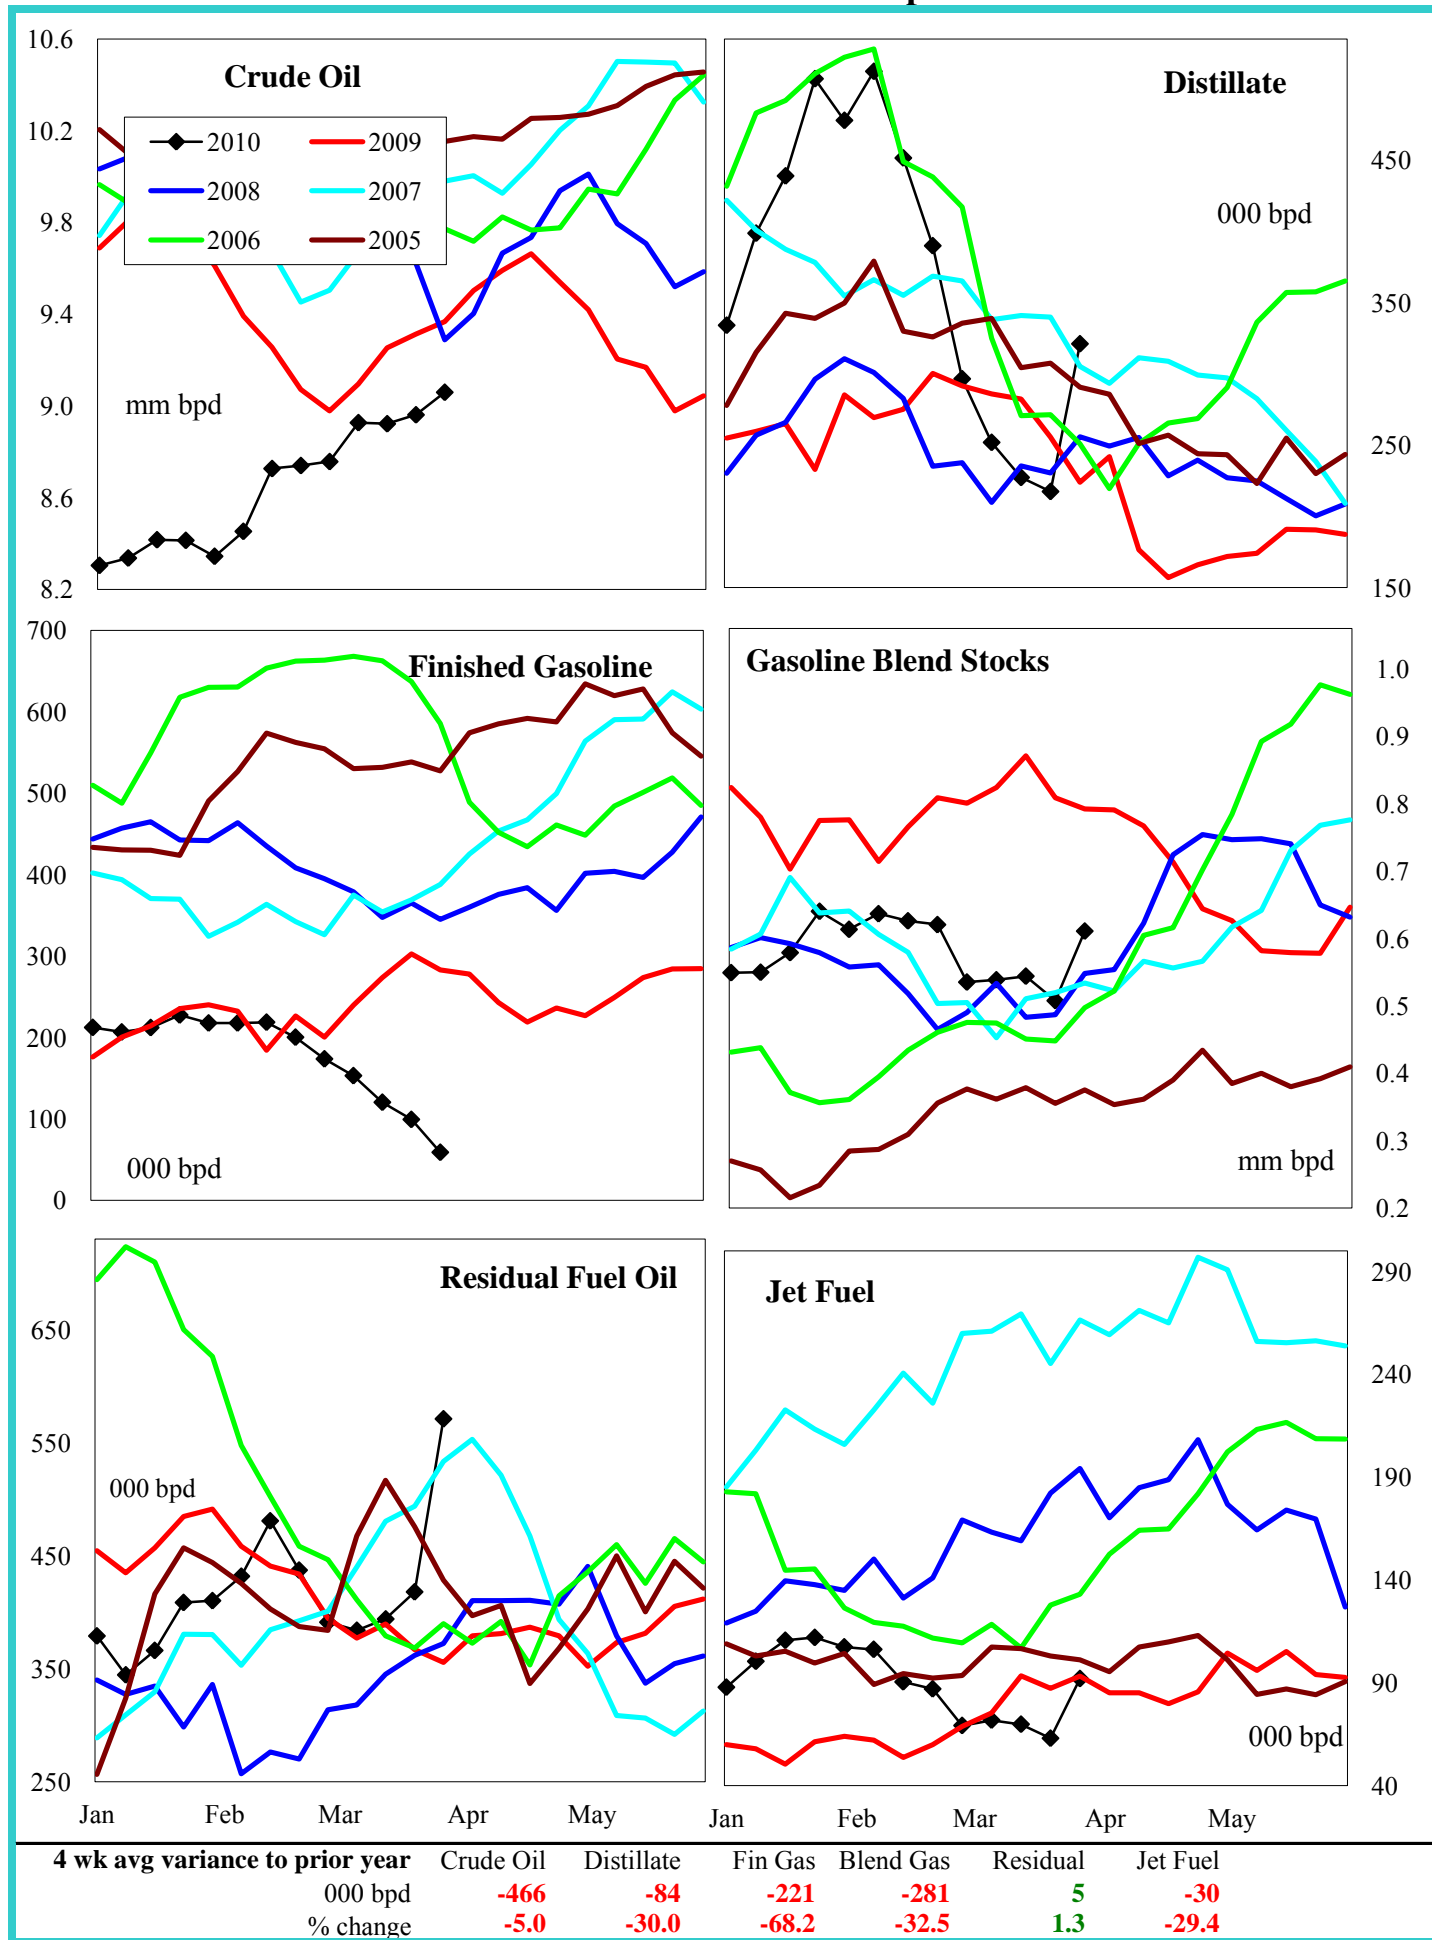 10.6
10.2
9.8
9.4
9.0
8.6
8.2
Crude Oil
2010 2009
2008 2007
2006 2005
mm bpd
Distillate
000 bpd
450
350
250
150
700
600
500
400
300
200
100
0
Finished Gasoline
000 bpd
Gasoline Blend Stocks
mm bpd
1.0
0.9
0.8
0.7
0.6
0.5
0.4
0.3
0.2
650
550
450
350
250
Residual Fuel Oil
000 bpd
Jan Feb Mar Apr May
Jet Fuel
000 bpd
290
240
190
140
90
40
Jan Feb Mar Apr May
4 wk avg variance to prior year Crude Oil Distillate Fin Gas Blend Gas Residual Jet Fuel
000 bpd -466 -84 -221 -281 5 -30
% change -5.0 -30.0 -68.2 -32.5 1.3 -29.4